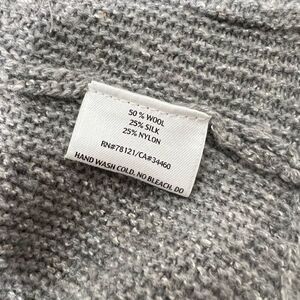 50 % WOOL
25% SILK
25% NYLON
RN#78121/CA#34460
HAND WASH COLD. NO BLEACH. DO